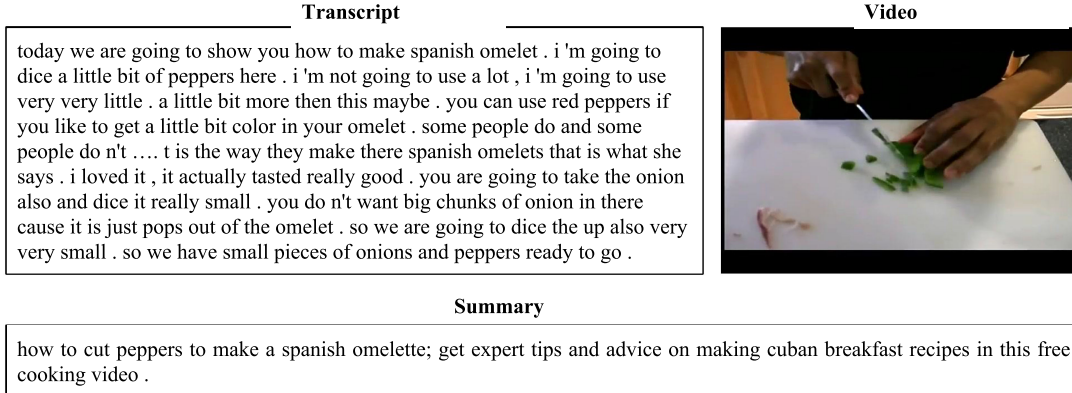 Transcript
Video
today we are going to show you how to make spanish omelet . i 'm going to
dice a little bit of peppers here . i 'm not going to use a lot , i 'm going to use
very very little . a little bit more then this maybe . you can use red peppers if
you like to get a little bit color in your omelet . some people do and some
people do n't …. t is the way they make there spanish omelets that is what she
says . i loved it , it actually tasted really good . you are going to take the onion
also and dice it really small . you do n't want big chunks of onion in there
cause it is just pops out of the omelet . so we are going to dice the up also very
very small . so we have small pieces of onions and peppers ready to go .
Summary
how to cut peppers to make a spanish omelette; get expert tips and advice on making cuban breakfast recipes in this free
cooking video .